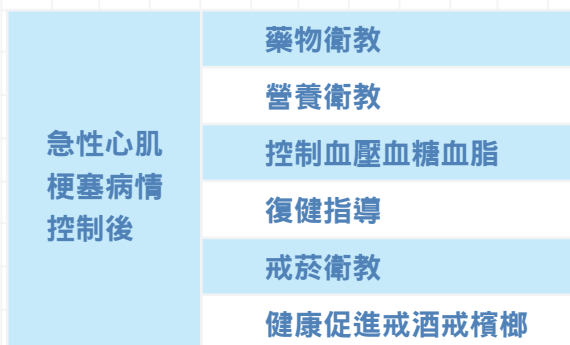 急性心肌
梗塞病情
控制後
藥物衛教
營養衛教
控制血壓血糖血脂
復健指導
戒菸衛教
健康促進戒酒戒檳榔